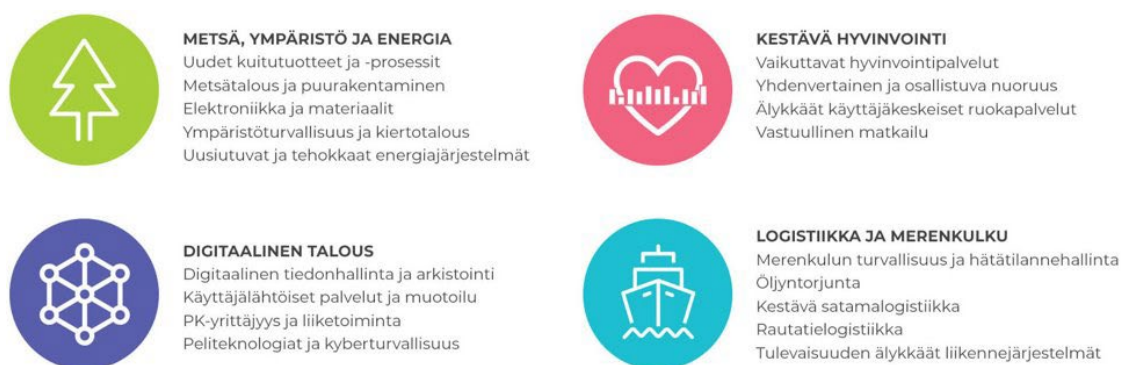 METSÄ, YMPÄRISTÖ JA ENERGIA
Uudet kuitutuotteet ja -prosessit
Metsätalous ja puurakentaminen
Elektroniikka ja materiaalit
Ympäristöturvallisuus ja kiertotalous
Uusiutuvat ja tehokkaat energiajärjestelmät
KESTÄVÄ HYVINVOINTI
Vaikuttavat hyvinvointipalvelut
Yhdenvertainen ja osallistuva nuoruus
Älykkäät käyttäjäkeskeiset ruokapalvelut
Vastuullinen matkailu
DIGITAALINEN TALOUS
Digitaalinen tiedonhallinta ja arkistointi
Käyttäjälähtöiset palvelut ja muotoilu
PK-yrittäjyys ja liiketoiminta
Peliteknologiat ja kyberturvallisuus
LOGISTIIKKA JA MERENKULKU
Merenkulun turvallisuus ja hätätilannehallinta
Öljyntorjunta
Kestävä satamalogistiikka
Rautatielogistiikka
Tulevaisuuden älykkäät liikennejärjestelmät